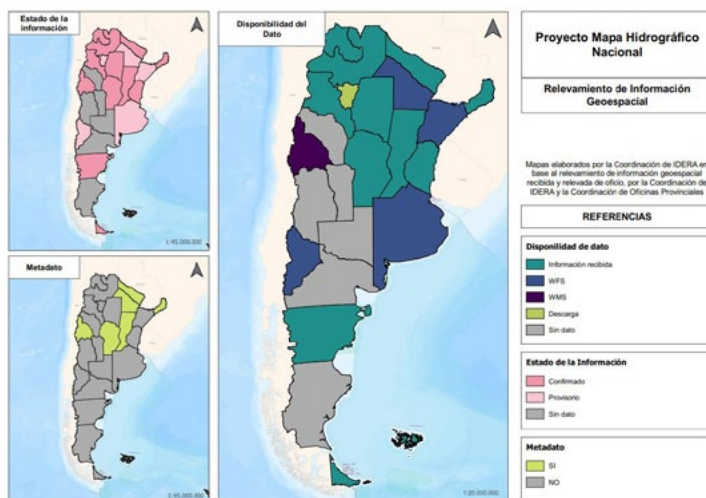 Estado de la
información
1:45.000.000
Metadato
1:45.000.000
Disponibilidad del
Dato
1:20.000.000
Proyecto Mapa Hidrográfico
Nacional
Relevamiento de Información
Geoespacial
Mapas elaborados por la Coordinación de IDERA en
base al relevamiento de información geoespacial
recibida y relevada de oficio, por la Coordinación de
IDERA y la Coordinación de Oficinas Provinciales
REFERENCIAS
Disponilidad de dato
Información recibida
WFS
WMS
Descarga
Sin dato
Estado de la Información
Confirmado
Provisorio
Sin dato
Metadato
SI
NO